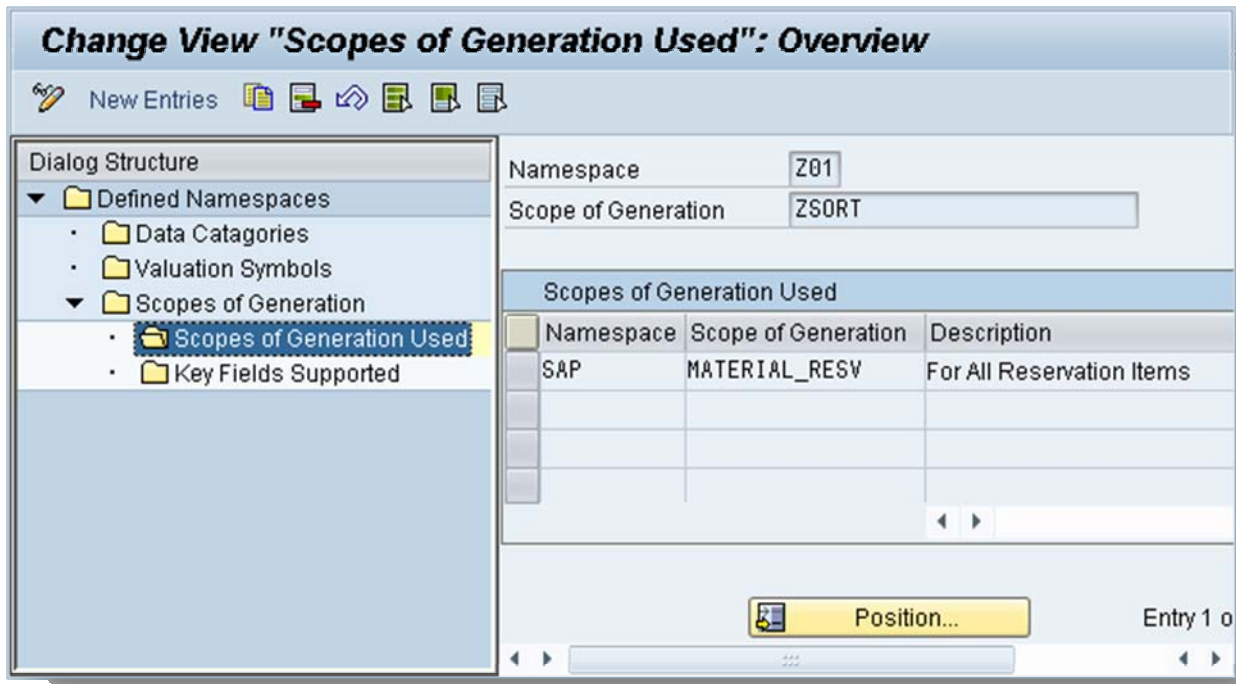 Change View "Scopes of Generation Used": Overview
New Entries
Dialog Structure
Defined Namespaces
Data Catagories
Valuation Symbols
Scopes of Generation
Scopes of Generation Used
Key Fields Supported
Namespace Z01
Scope of Generation ZSORT
Scopes of Generation Used
Namespace Scope of Generation Description
SAP MATERIAL_RESV For All Reservation Items
Position...
Entry 1 o